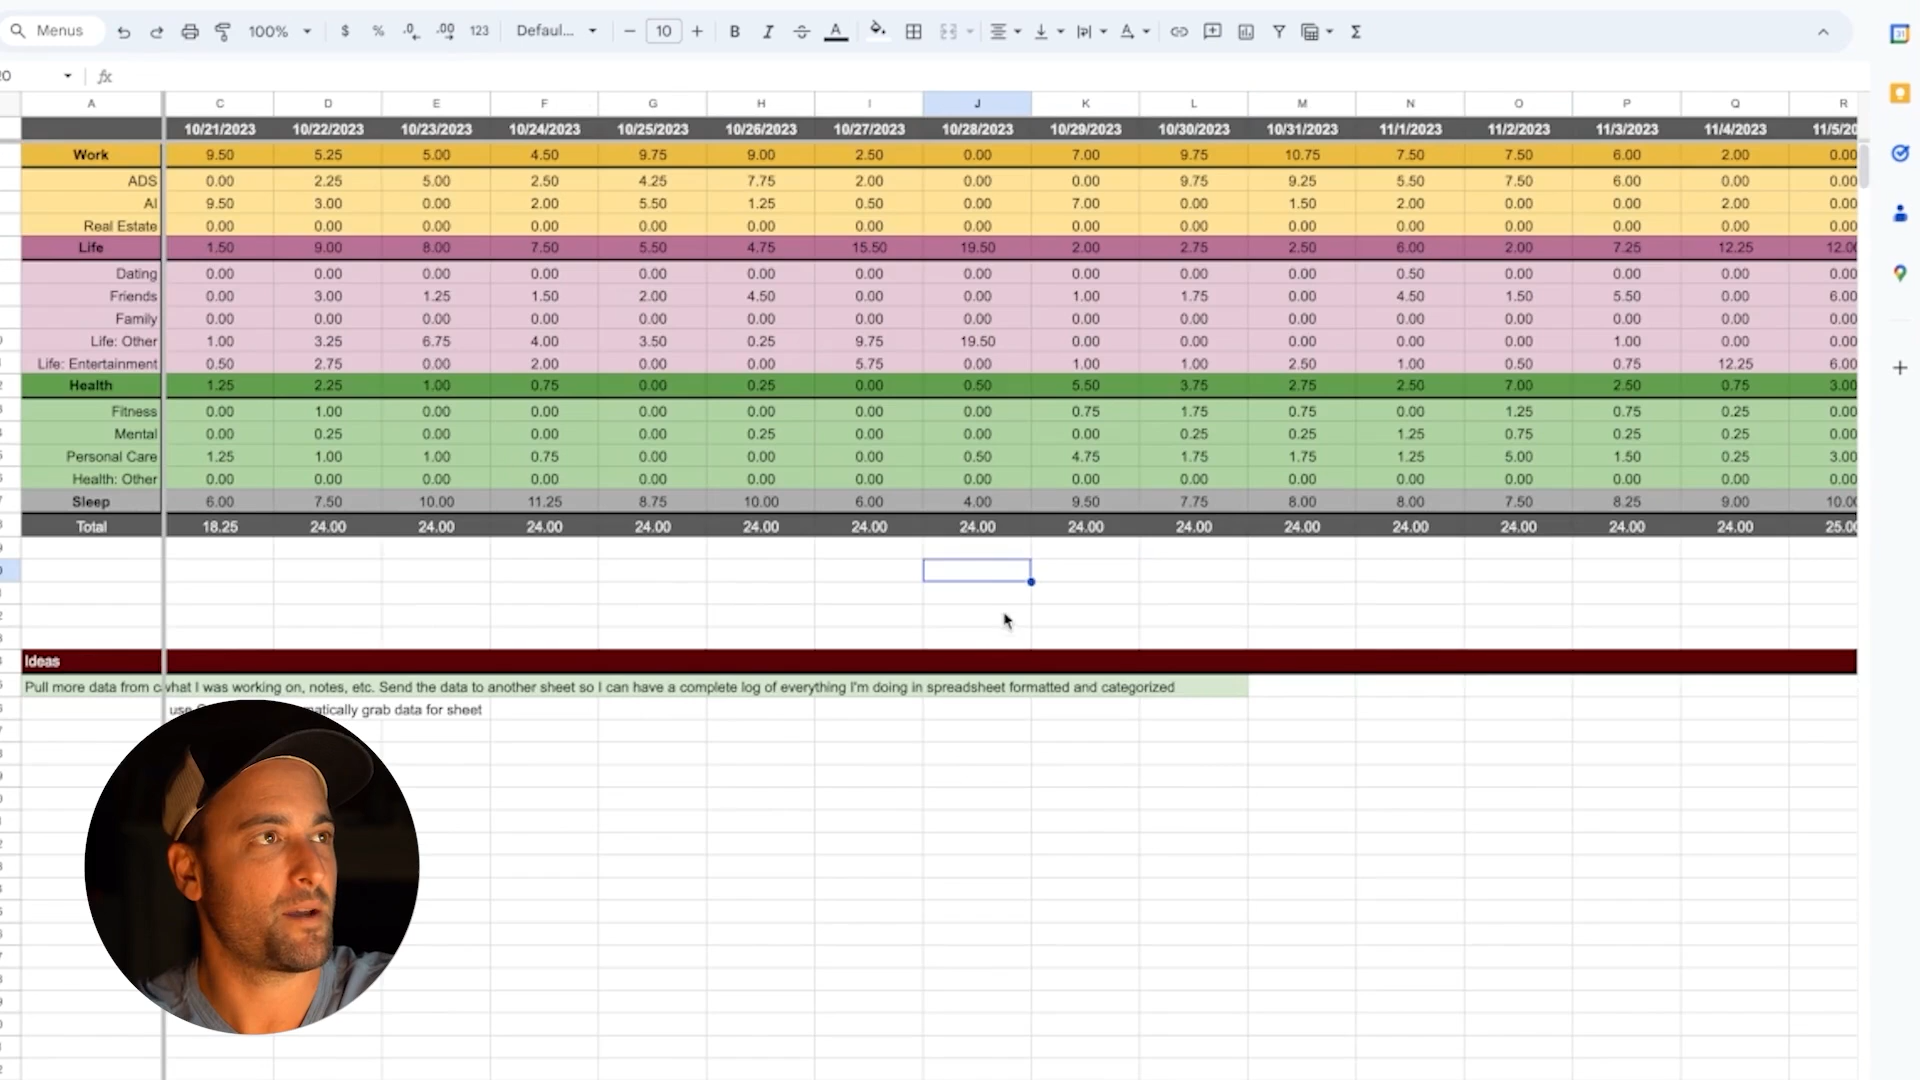 Menus 100% $ % .0 .00 123 Defaul... 10 B I A
fx
A C D E F G H I J K L M N O P Q R
10/21/2023 10/22/2023 10/23/2023 10/24/2023 10/25/2023 10/26/2023 10/27/2023 10/28/2023 10/29/2023 10/30/2023 10/31/2023 11/1/2023 11/2/2023 11/3/2023 11/4/2023 11/5/20
Work 9.50 5.25 5.00 4.50 9.75 9.00 2.50 0.00 7.00 9.75 10.75 7.50 7.50 6.00 2.00 0.00
ADS 0.00 2.25 5.00 2.50 4.25 7.75 2.00 0.00 0.00 9.75 9.25 5.50 7.50 6.00 0.00 0.00
AI 9.50 3.00 0.00 2.00 5.50 1.25 0.50 0.00 7.00 0.00 1.50 2.00 0.00 0.00 2.00 0.00
Real Estate 0.00 0.00 0.00 0.00 0.00 0.00 0.00 0.00 0.00 0.00 0.00 0.00 0.00 0.00 0.00 0.00
Life 1.50 9.00 8.00 7.50 5.50 4.75 15.50 19.50 2.00 2.75 2.50 6.00 2.00 7.25 12.25 12.00
Dating 0.00 0.00 0.00 0.00 0.00 0.00 0.00 0.00 0.00 0.00 0.00 0.50 0.00 0.00 0.00 0.00
Friends 0.00 3.00 1.25 1.50 2.00 4.50 0.00 0.00 1.00 1.75 0.00 4.50 1.50 5.50 0.00 6.00
Family 0.00 0.00 0.00 0.00 0.00 0.00 0.00 0.00 0.00 0.00 0.00 0.00 0.00 0.00 0.00 0.00
Life: Other 1.00 3.25 6.75 4.00 3.50 0.25 9.75 19.50 0.00 0.00 0.00 0.00 0.00 1.00 0.00 0.00
Life: Entertainment 0.50 2.75 0.00 2.00 0.00 0.00 5.75 0.00 1.00 1.00 2.50 1.00 0.50 0.75 12.25 6.00
Health 1.25 2.25 1.00 0.75 0.00 0.25 0.00 0.50 5.50 3.75 2.75 2.50 7.00 2.50 0.75 3.00
Fitness 0.00 1.00 0.00 0.00 0.00 0.00 0.00 0.00 0.75 1.75 0.75 0.00 1.25 0.75 0.25 0.00
Mental 0.00 0.25 0.00 0.00 0.00 0.25 0.00 0.00 0.00 0.25 0.25 1.25 0.75 0.25 0.25 0.00
Personal Care 1.25 1.00 1.00 0.75 0.00 0.00 0.00 0.50 4.75 1.75 1.75 1.25 5.00 1.50 0.25 3.00
Health: Other 0.00 0.00 0.00 0.00 0.00 0.00 0.00 0.00 0.00 0.00 0.00 0.00 0.00 0.00 0.00 0.00
Sleep 6.00 7.50 10.00 11.25 8.75 10.00 6.00 4.00 9.50 7.75 8.00 8.00 7.50 8.25 9.00 10.00
Total 18.25 24.00 24.00 24.00 24.00 24.00 24.00 24.00 24.00 24.00 24.00 24.00 24.00 24.00 24.00 25.00
Ideas
Pull more data from c what I was working on, notes, etc. Send the data to another sheet so I can have a complete log of everything I'm doing in spreadsheet formatted and categorized
use matically grab data for sheet